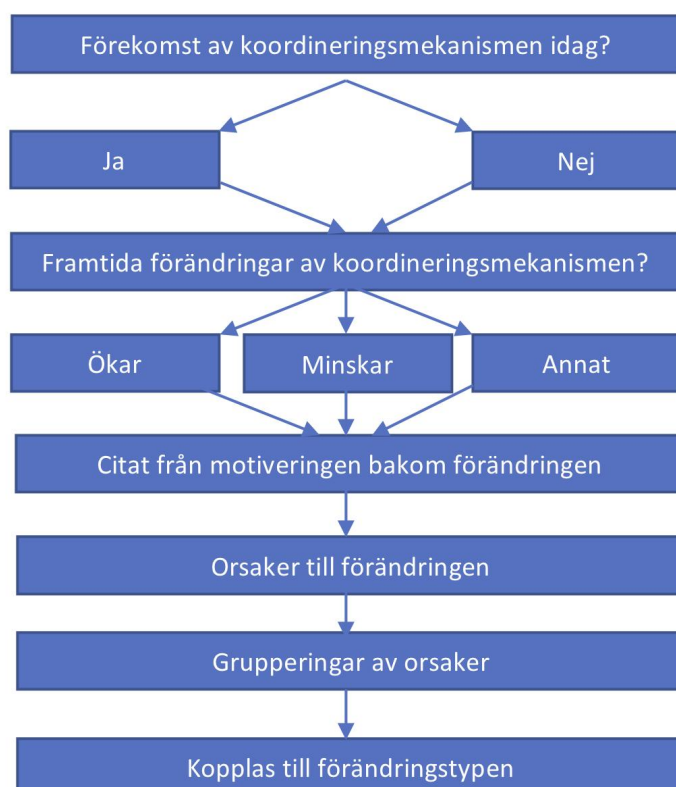 Förekomst av koordineringsmekanismen idag?
Ja
Nej
Framtida förändringar av koordineringsmekanismen?
Ökar
Minskar
Annat
Citat från motiveringen bakom förändringen
Orsaker till förändringen
Grupperingar av orsaker
Kopplas till förändringstypen